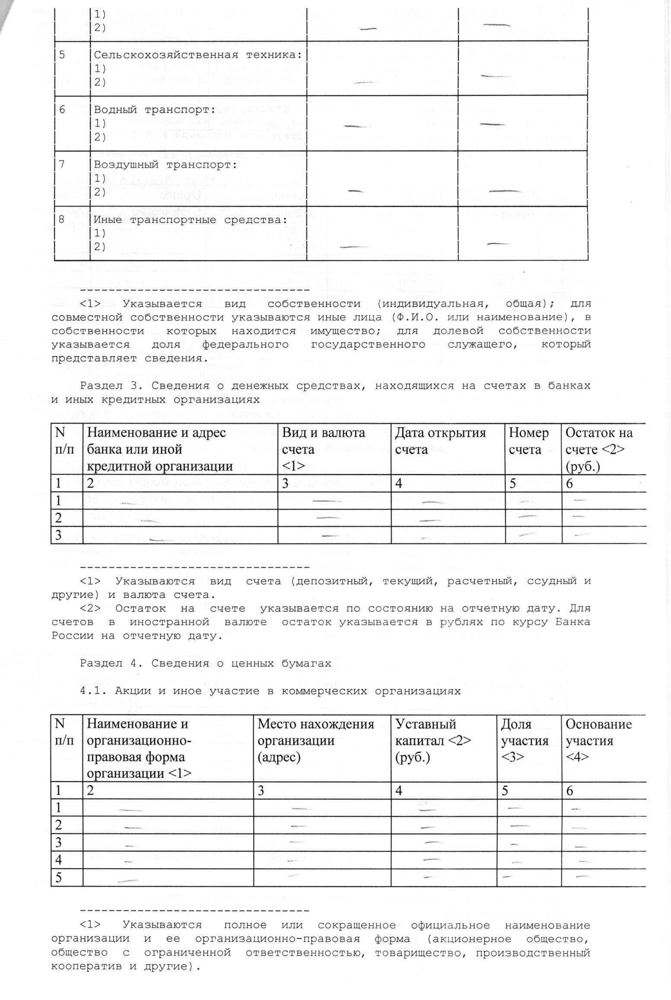 1)
2) — —
5 Сельскохозяйственная техника:
1)
2) — —
6 Водный транспорт:
1) — —
2)
7 Воздушный транспорт:
1)
2) — —
8 Иные транспортные средства:
1)
2) — —
--------------------------------
<1> Указывается вид собственности (индивидуальная, общая); для
совместной собственности указываются иные лица (Ф.И.О. или наименование), в
собственности которых находится имущество; для долевой собственности
указывается доля федерального государственного служащего, который
представляет сведения.
Раздел 3. Сведения о денежных средствах, находящихся на счетах в банках
и иных кредитных организациях
N Наименование и адрес Вид и валюта Дата открытия Номер Остаток на
п/п банка или иной счета счета счета счете <2>
кредитной организации <1> (руб.)
1 2 3 4 5 6
1 — — — — —
2 — — — — —
3 — — — — —
--------------------------------
<1> Указываются вид счета (депозитный, текущий, расчетный, ссудный и
другие) и валюта счета.
<2> Остаток на счете указывается по состоянию на отчетную дату. Для
счетов в иностранной валюте остаток указывается в рублях по курсу Банка
России на отчетную дату.
Раздел 4. Сведения о ценных бумагах
4.1. Акции и иное участие в коммерческих организациях
N Наименование и Место нахождения Уставный Доля Основание
п/п организационно- организации капитал <2> участия участия
правовая форма (адрес) (руб.) <3> <4>
организации <1>
1 2 3 4 5 6
1 — — — — —
2 — — — — —
3 — — — — —
4 — — — — —
5 — — — — —
--------------------------------
<1> Указываются полное или сокращенное официальное наименование
организации и ее организационно-правовая форма (акционерное общество,
общество с ограниченной ответственностью, товарищество, производственный
кооператив и другие).